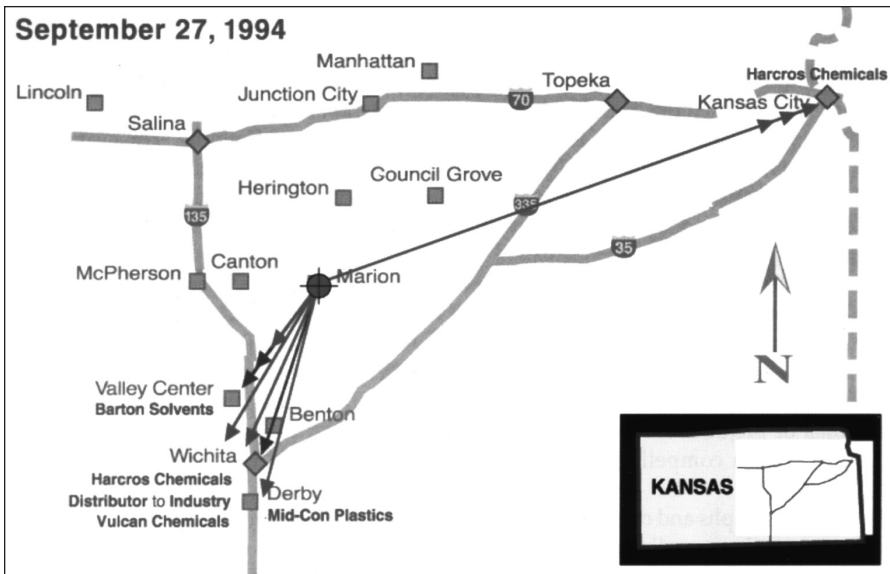 September 27, 1994
Manhattan
Harcros Chemicals
Lincoln
Junction City
70
Topeka
Kansas City
Salina
Herington
Council Grove
135
335
35
McPherson
Canton
Marion
N
Valley Center
Barton Solvents
Benton
Wichita
Harcros Chemicals
Distributor to Industry
Vulcan Chemicals
Derby
Mid-Con Plastics
KANSAS